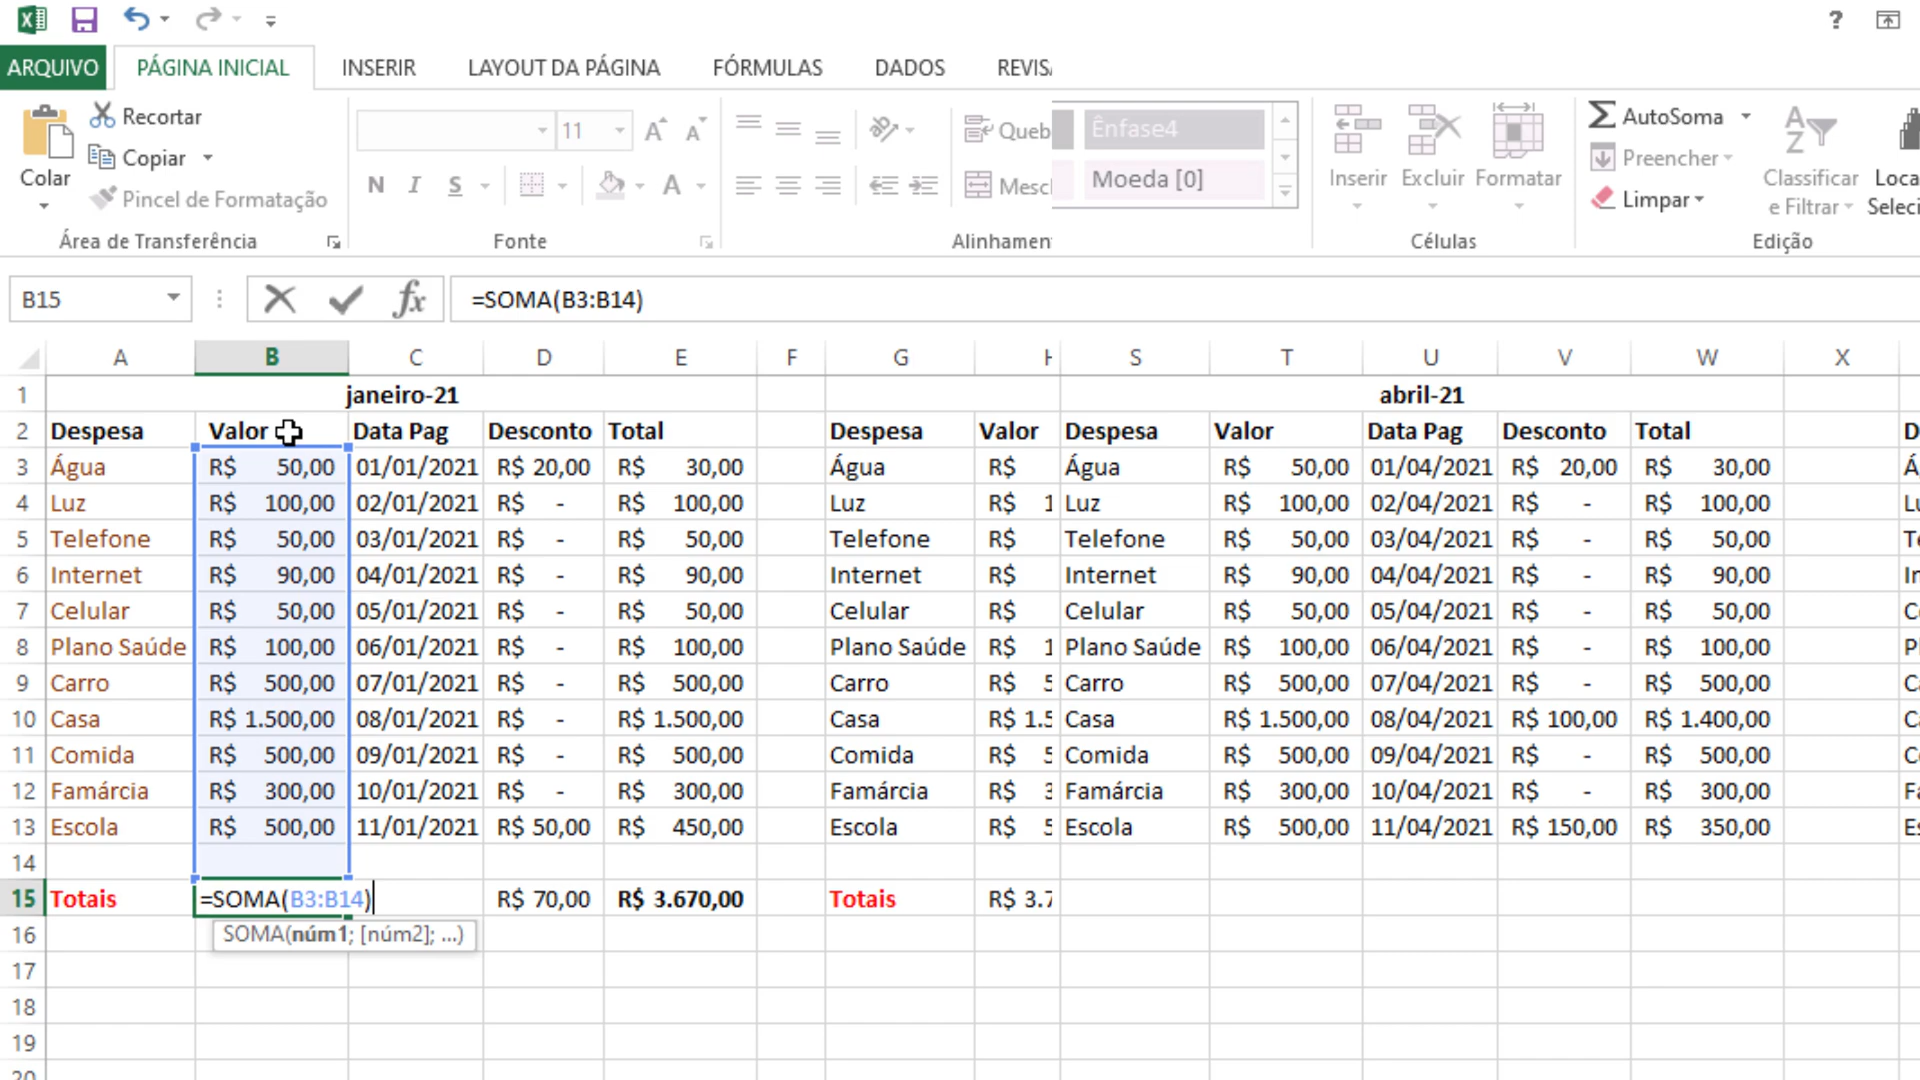 ?
ARQUIVO PÁGINA INICIAL INSERIR LAYOUT DA PÁGINA FÓRMULAS DADOS
Recortar
Copiar
Pincel de Formatação
Colar
11
N I S
Ênfase4
Moeda [0]
Inserir Excluir Formatar
AutoSoma
Preencher
Limpar
Classificar
e Filtrar
Área de Transferência Fonte Células Edição
B15 fx =SOMA(B3:B14)
A B C D E F G S T U V W X
1 janeiro-21 abril-21
2 Despesa Valor Data Pag Desconto Total Despesa Valor Despesa Valor Data Pag Desconto Total
3 Água R$ 50,00 01/01/2021 R$ 20,00 R$ 30,00 Água R$ Água R$ 50,00 01/04/2021 R$ 20,00 R$ 30,00
4 Luz R$ 100,00 02/01/2021 R$ - R$ 100,00 Luz R$ 1 Luz R$ 100,00 02/04/2021 R$ - R$ 100,00
5 Telefone R$ 50,00 03/01/2021 R$ - R$ 50,00 Telefone R$ Telefone R$ 50,00 03/04/2021 R$ - R$ 50,00
6 Internet R$ 90,00 04/01/2021 R$ - R$ 90,00 Internet R$ Internet R$ 90,00 04/04/2021 R$ - R$ 90,00
7 Celular R$ 50,00 05/01/2021 R$ - R$ 50,00 Celular R$ Celular R$ 50,00 05/04/2021 R$ - R$ 50,00
8 Plano Saúde R$ 100,00 06/01/2021 R$ - R$ 100,00 Plano Saúde R$ 1 Plano Saúde R$ 100,00 06/04/2021 R$ - R$ 100,00
9 Carro R$ 500,00 07/01/2021 R$ - R$ 500,00 Carro R$ 5 Carro R$ 500,00 07/04/2021 R$ - R$ 500,00
10 Casa R$ 1.500,00 08/01/2021 R$ - R$ 1.500,00 Casa R$ 1.5 Casa R$ 1.500,00 08/04/2021 R$ 100,00 R$ 1.400,00
11 Comida R$ 500,00 09/01/2021 R$ - R$ 500,00 Comida R$ 5 Comida R$ 500,00 09/04/2021 R$ - R$ 500,00
12 Famárcia R$ 300,00 10/01/2021 R$ - R$ 300,00 Famárcia R$ 3 Famárcia R$ 300,00 10/04/2021 R$ - R$ 300,00
13 Escola R$ 500,00 11/01/2021 R$ 50,00 R$ 450,00 Escola R$ 5 Escola R$ 500,00 11/04/2021 R$ 150,00 R$ 350,00
14
15 Totais =SOMA(B3:B14) R$ 70,00 R$ 3.670,00 Totais R$ 3.7
16 SOMA(núm1; [núm2]; ...)
17
18
19